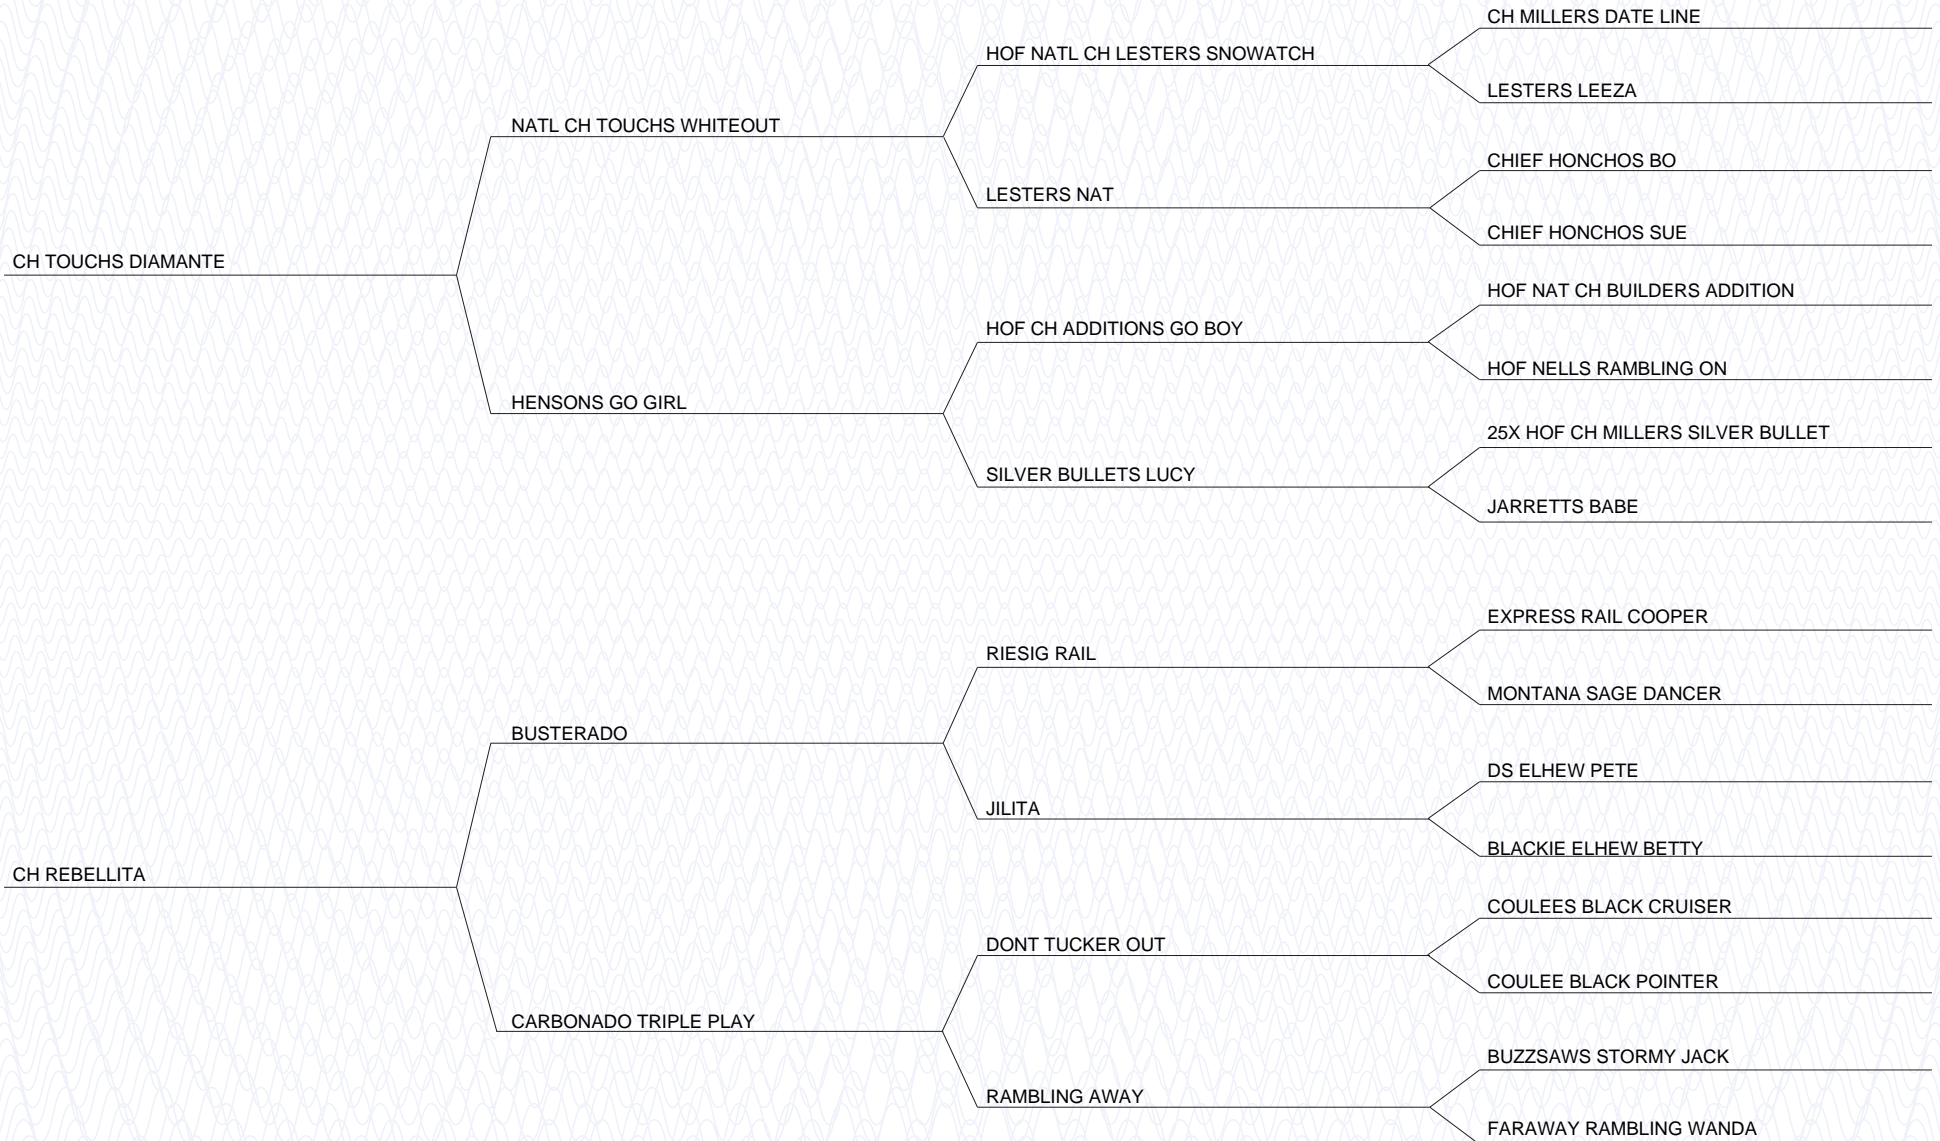 CH MILLERS DATE LINE
HOF NATL CH LESTERS SNOWATCH
LESTERS LEEZA
NATL CH TOUCHS WHITEOUT
CHIEF HONCHOS BO
LESTERS NAT
CHIEF HONCHOS SUE
CH TOUCHS DIAMANTE
HOF NAT CH BUILDERS ADDITION
HOF CH ADDITIONS GO BOY
HOF NELLS RAMBLING ON
HENSONS GO GIRL
25X HOF CH MILLERS SILVER BULLET
SILVER BULLETS LUCY
JARRETTS BABE
EXPRESS RAIL COOPER
RIESIG RAIL
MONTANA SAGE DANCER
BUSTERADO
DS ELHEW PETE
JILITA
BLACKIE ELHEW BETTY
CH REBELLITA
COULEES BLACK CRUISER
DONT TUCKER OUT
COULEE BLACK POINTER
CARBONADO TRIPLE PLAY
BUZZSAWS STORMY JACK
RAMBLING AWAY
FARAWAY RAMBLING WANDA